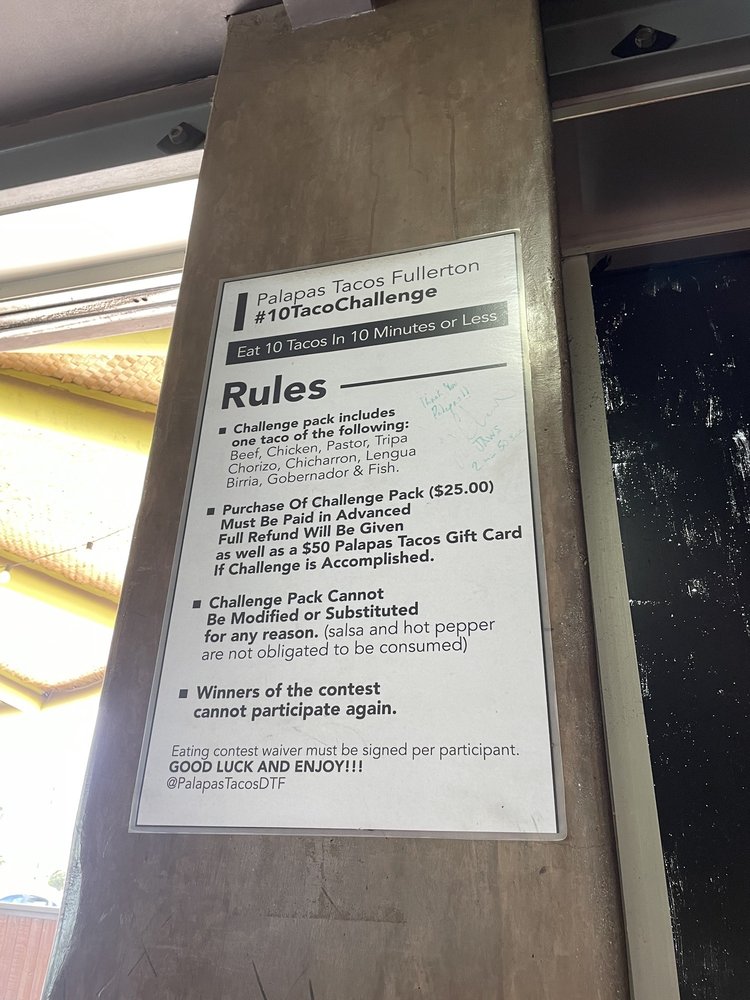 Palapas Tacos Fullerton
#10TacoChallenge
Eat 10 Tacos In 10 Minutes or Less
Rules
▪ Challenge pack includes
one taco of the following:
Beef, Chicken, Pastor, Tripa
Chorizo, Chicharron, Lengua
Birria, Gobernador & Fish.
▪ Purchase Of Challenge Pack ($25.00)
Must Be Paid in Advanced
Full Refund Will Be Given
as well as a $50 Palapas Tacos Gift Card
If Challenge is Accomplished.
▪ Challenge Pack Cannot
Be Modified or Substituted
for any reason. (salsa and hot pepper
are not obligated to be consumed)
▪ Winners of the contest
cannot participate again.
Eating contest waiver must be signed per participant.
GOOD LUCK AND ENJOY!!!
@PalapasTacosDTF
Thank You